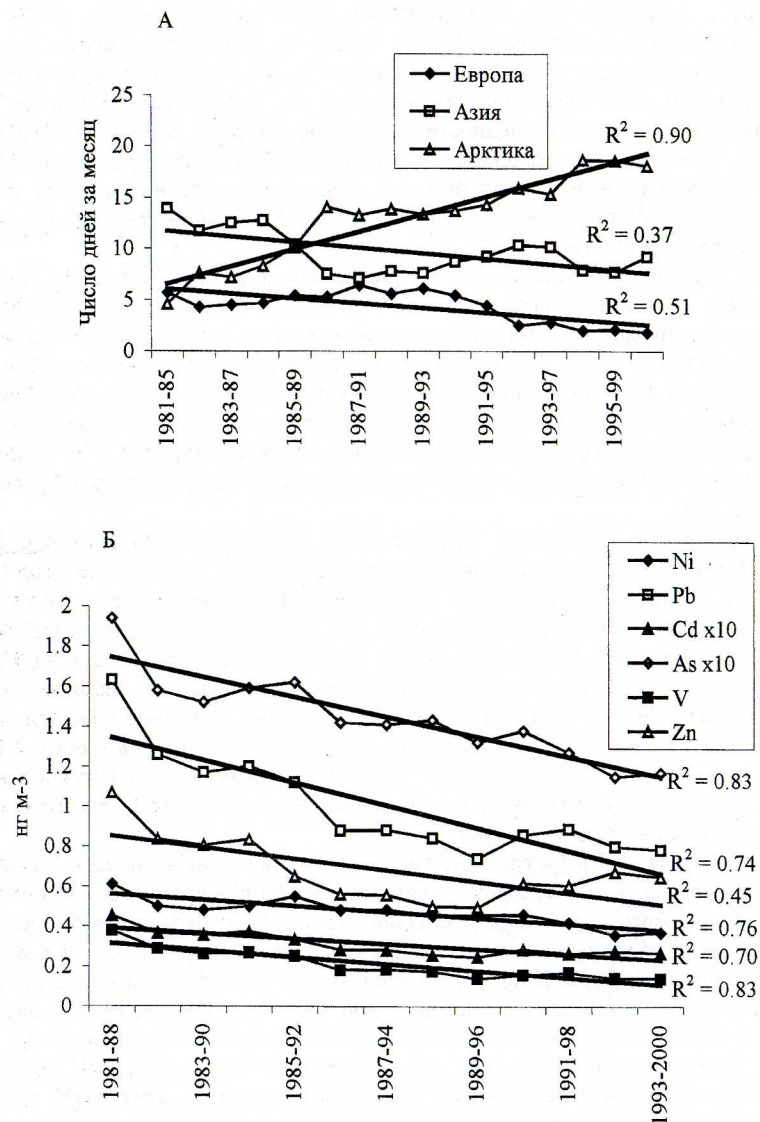 А
Европа
Азия
Арктика
Число дней за месяц
25
20
15
10
5
0
R² = 0.90
R² = 0.37
R² = 0.51
1981-85
1983-87
1985-89
1987-91
1989-93
1991-95
1993-97
1995-99
Б
Ni
Pb
Cd x10
As x10
V
Zn
нг м-3
2
1.8
1.6
1.4
1.2
1
0.8
0.6
0.4
0.2
0
R² = 0.83
R² = 0.74
R² = 0.45
R² = 0.76
R² = 0.70
R² = 0.83
1981-88
1983-90
1985-92
1987-94
1989-96
1991-98
1993-2000